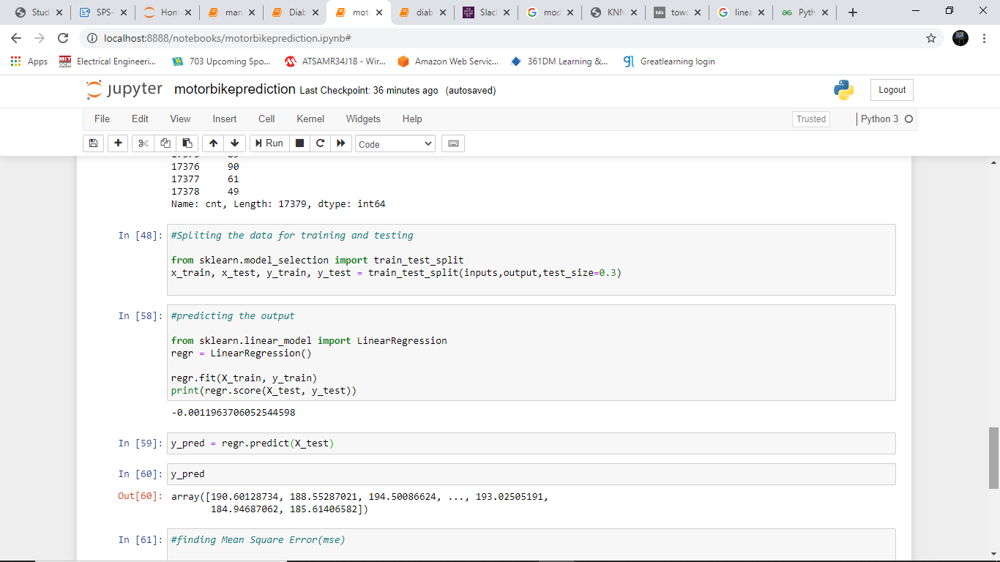 Stud
SPS-
Hom
man
Diab
mot
diab
Slac
mod
KNN
tds towa
linea
Pyth
localhost:8888/notebooks/motorbikeprediction.ipynb#
Apps
MIT Electrical Engineeri...
703 Upcoming Spo...
ATSAMR34J18 - Wir...
Amazon Web Servic...
361DM Learning &...
Greatlearning login
jupyter motorbikeprediction Last Checkpoint: 36 minutes ago (autosaved)
Logout
File Edit View Insert Cell Kernel Widgets Help
Trusted
Python 3
Run
Code
17376 90
17377 61
17378 49
Name: cnt, Length: 17379, dtype: int64
In [48]: #Spliting the data for training and testing
from sklearn.model_selection import train_test_split
x_train, x_test, y_train, y_test = train_test_split(inputs,output,test_size=0.3)
In [58]: #predicting the output
from sklearn.linear_model import LinearRegression
regr = LinearRegression()
regr.fit(X_train, y_train)
print(regr.score(X_test, y_test))
-0.0011963706052544598
In [59]: y_pred = regr.predict(X_test)
In [60]: y_pred
Out[60]: array([190.60128734, 188.55287021, 194.50086624, ..., 193.02505191,
184.94687062, 185.61406582])
In [61]: #finding Mean Square Error(mse)